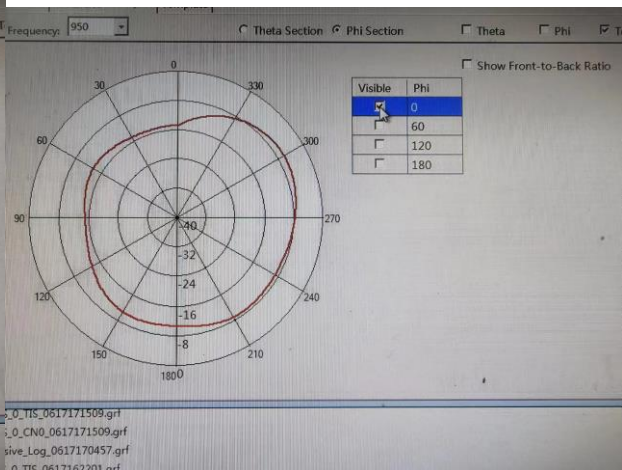 Frequency: 950
Theta Section Phi Section
Theta Phi
Show Front-to-Back Ratio
Visible Phi
0
60
120
180
0
30 330
60 300
90 270
120 240
150 210
180
-40
-32
-24
-16
-8
0
_0_TIS_0617171509.grf
_0_CN0_0617171509.grf
sive_Log_0617170457.grf
0_TIS_0617162201.grf